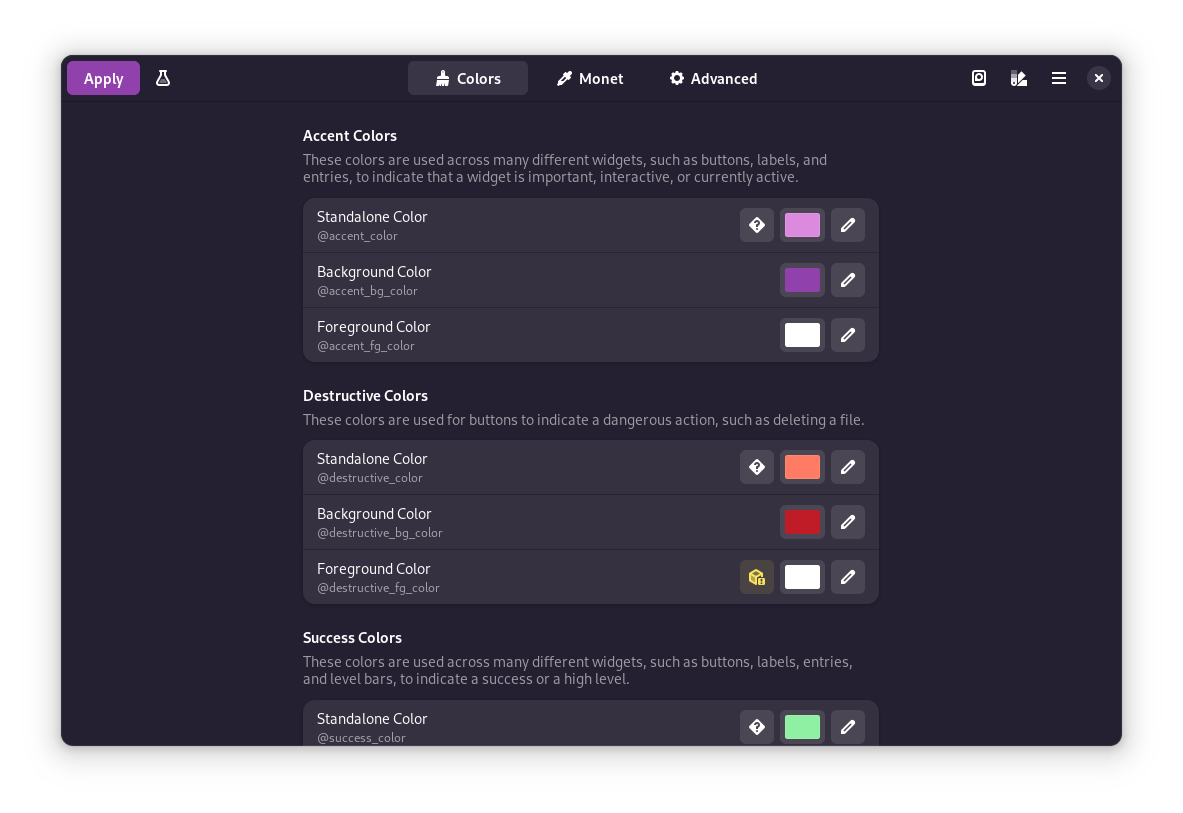 Apply
Colors
Monet
Advanced
Accent Colors
These colors are used across many different widgets, such as buttons, labels, and
entries, to indicate that a widget is important, interactive, or currently active.
Standalone Color
@accent_color
Background Color
@accent_bg_color
Foreground Color
@accent_fg_color
Destructive Colors
These colors are used for buttons to indicate a dangerous action, such as deleting a file.
Standalone Color
@destructive_color
Background Color
@destructive_bg_color
Foreground Color
@destructive_fg_color
Success Colors
These colors are used across many different widgets, such as buttons, labels, entries,
and level bars, to indicate a success or a high level.
Standalone Color
@success_color